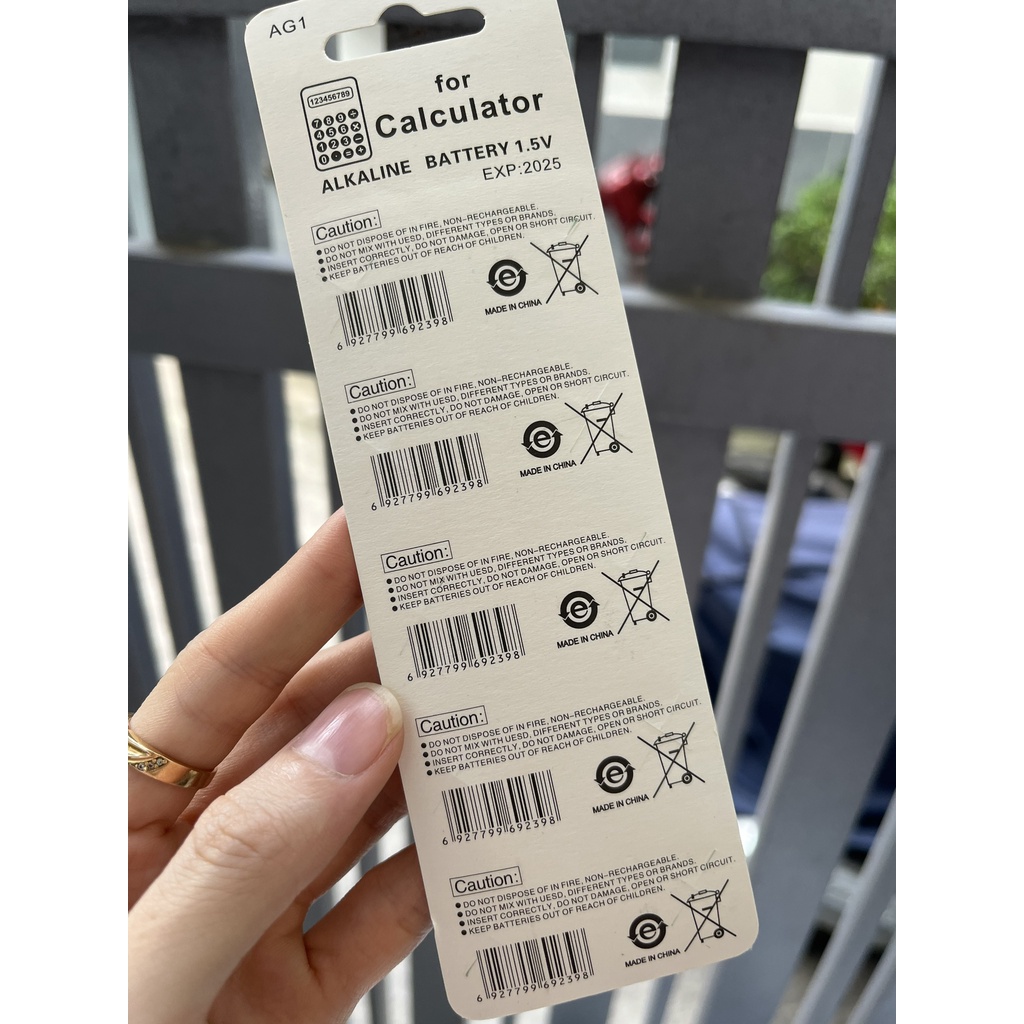 AG1
123456789
7 8 9 ÷
4 5 6 ×
1 2 3 −
0 · = +
for
Calculator
ALKALINE BATTERY 1.5V
EXP:2025
Caution:
● DO NOT DISPOSE OF IN FIRE, NON-RECHARGEABLE.
● DO NOT MIX WITH UESD, DIFFERENT TYPES OR BRANDS.
● INSERT CORRECTLY, DO NOT DAMAGE, OPEN OR SHORT CIRCUIT.
● KEEP BATTERIES OUT OF REACH OF CHILDREN.
e
MADE IN CHINA
6 927799 692398
Caution:
● DO NOT DISPOSE OF IN FIRE, NON-RECHARGEABLE.
● DO NOT MIX WITH UESD, DIFFERENT TYPES OR BRANDS.
● INSERT CORRECTLY, DO NOT DAMAGE, OPEN OR SHORT CIRCUIT.
● KEEP BATTERIES OUT OF REACH OF CHILDREN.
e
MADE IN CHINA
6 927799 692398
Caution:
● DO NOT DISPOSE OF IN FIRE, NON-RECHARGEABLE.
● DO NOT MIX WITH UESD, DIFFERENT TYPES OR BRANDS.
● INSERT CORRECTLY, DO NOT DAMAGE, OPEN OR SHORT CIRCUIT.
● KEEP BATTERIES OUT OF REACH OF CHILDREN.
e
MADE IN CHINA
6 927799 692398
Caution:
● DO NOT DISPOSE OF IN FIRE, NON-RECHARGEABLE.
● DO NOT MIX WITH UESD, DIFFERENT TYPES OR BRANDS.
● INSERT CORRECTLY, DO NOT DAMAGE, OPEN OR SHORT CIRCUIT.
● KEEP BATTERIES OUT OF REACH OF CHILDREN.
e
MADE IN CHINA
6 927799 692398
Caution:
● DO NOT DISPOSE OF IN FIRE, NON-RECHARGEABLE.
● DO NOT MIX WITH UESD, DIFFERENT TYPES OR BRANDS.
● INSERT CORRECTLY, DO NOT DAMAGE, OPEN OR SHORT CIRCUIT.
● KEEP BATTERIES OUT OF REACH OF CHILDREN.
e
MADE IN CHINA
6 927799 692398